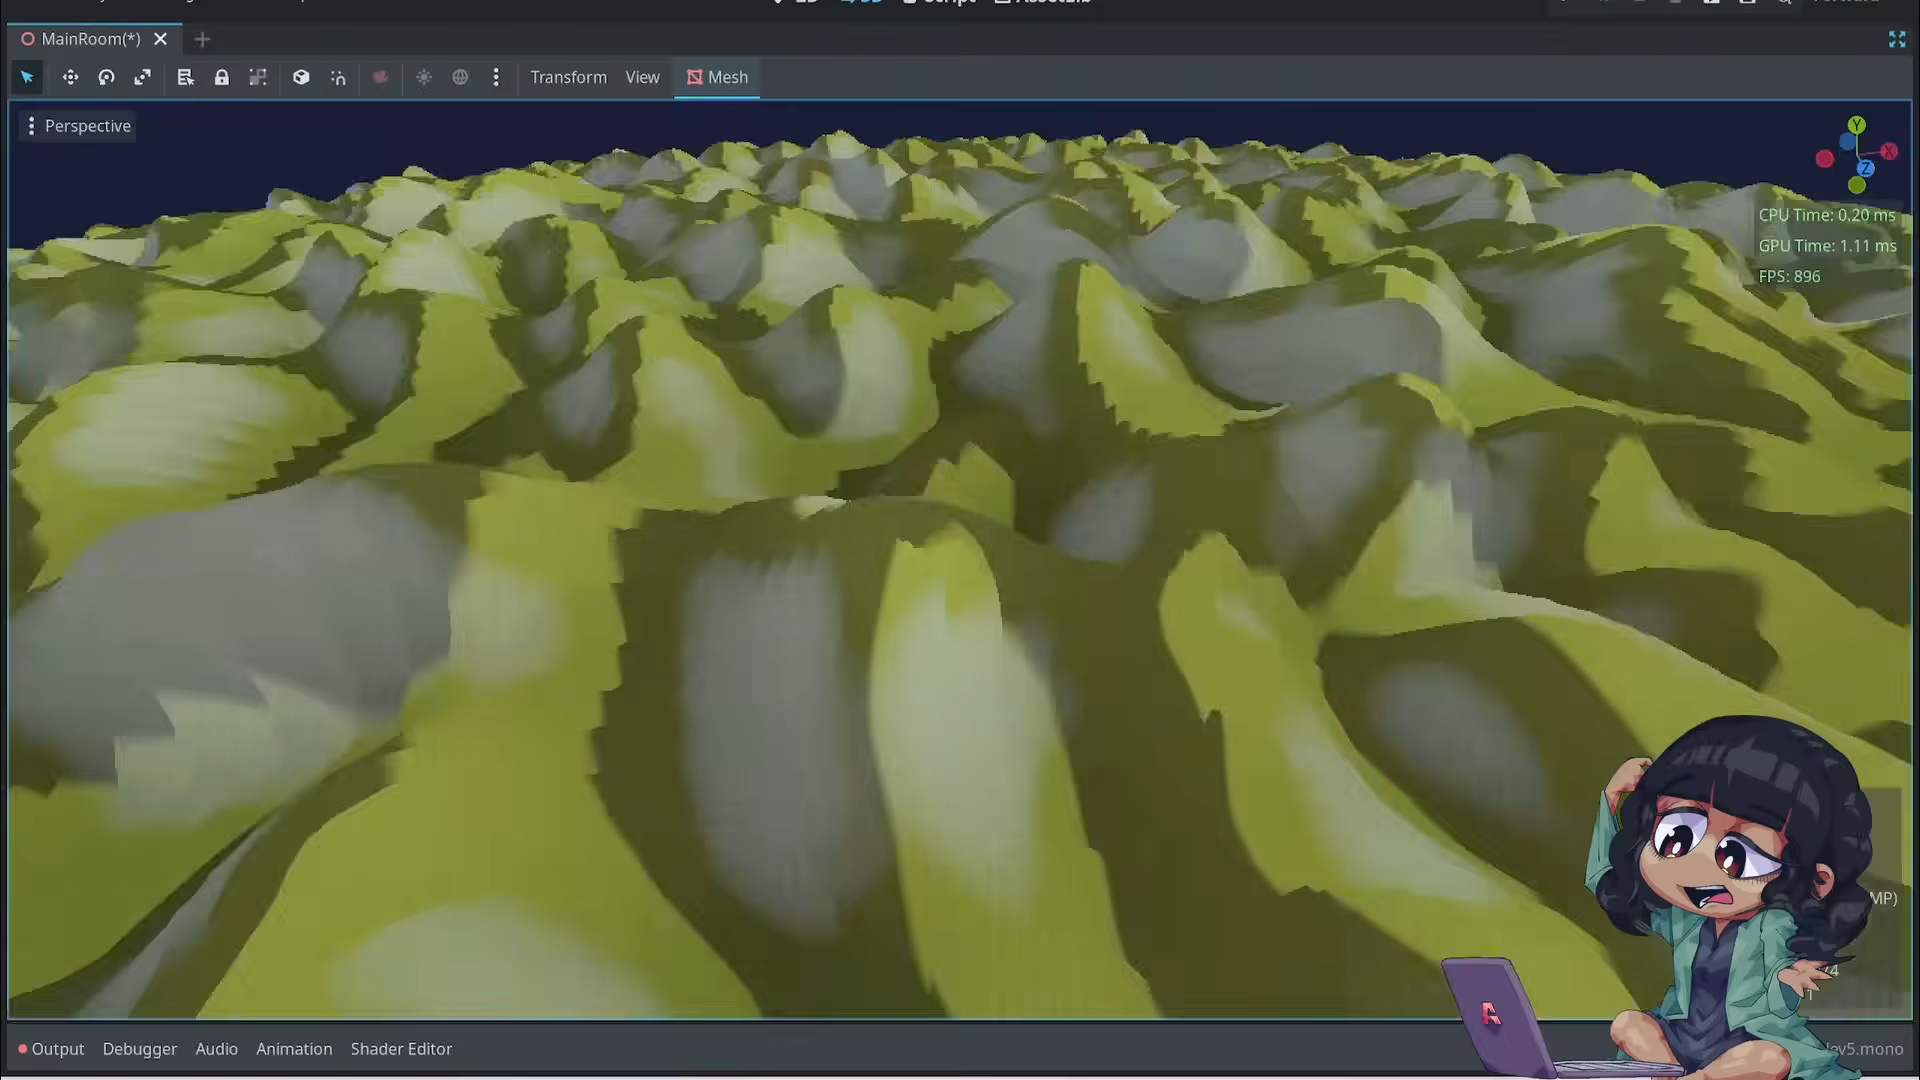 MainRoom(*)
Transform View Mesh
Perspective
Y
X
Z
CPU Time: 0.20 ms
GPU Time: 1.11 ms
FPS: 896
MP)
Output Debugger Audio Animation Shader Editor